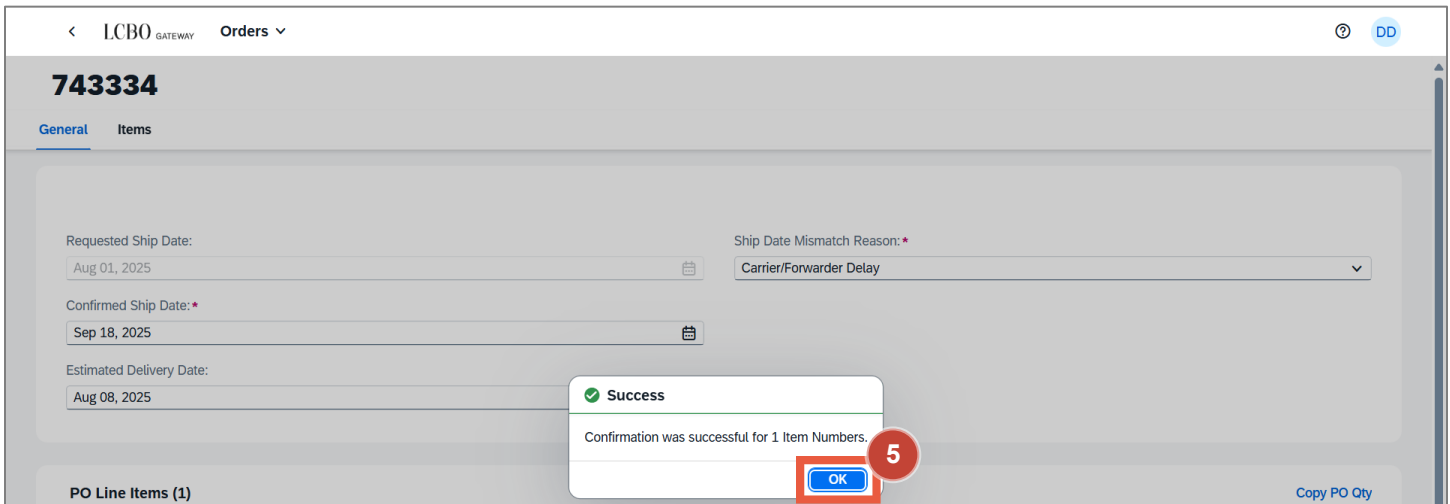 LCBO GATEWAY Orders DD
743334
General Items
Requested Ship Date: Ship Date Mismatch Reason:*
Aug 01, 2025 Carrier/Forwarder Delay
Confirmed Ship Date:*
Sep 18, 2025
Estimated Delivery Date:
Aug 08, 2025
Success
Confirmation was successful for 1 Item Numbers.
5
OK
PO Line Items (1) Copy PO Qty